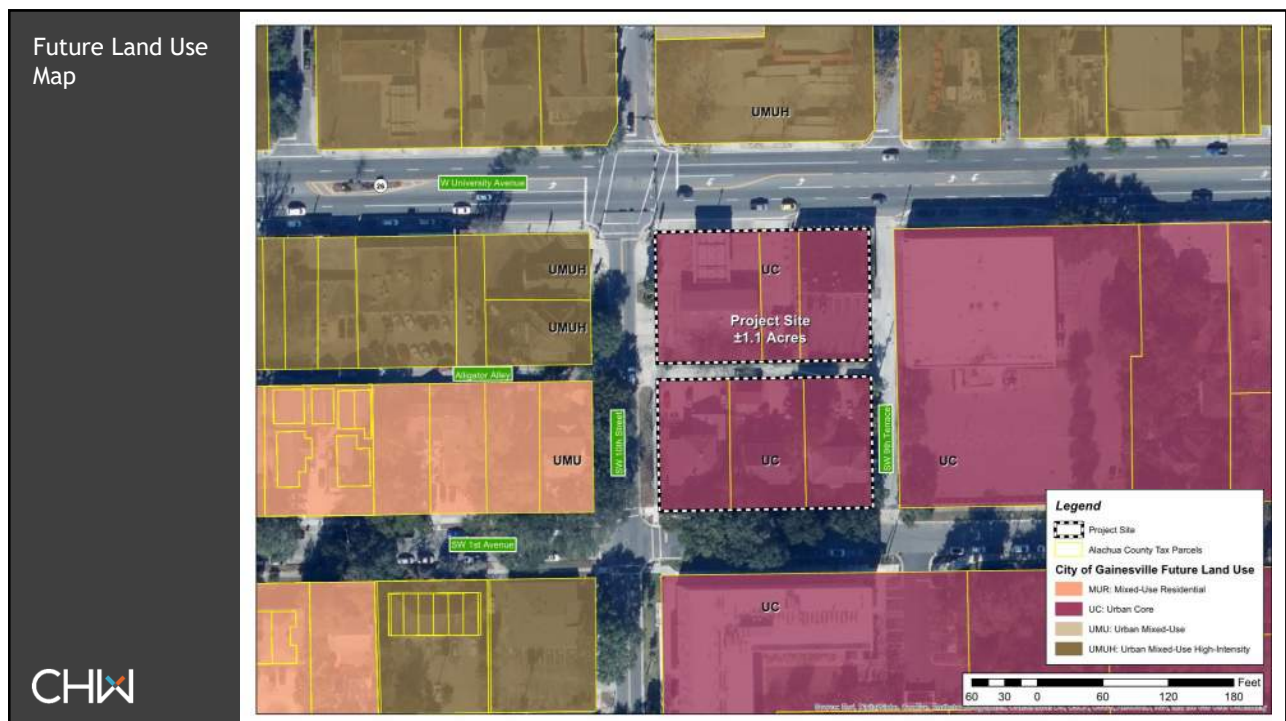 Future Land Use
Map
UMUH
W University Avenue
26
UMUH
UC
UMUH
Project Site
±1.1 Acres
Alligator Alley
SW 10th Street
SW 9th Terrace
UMU
UC
UC
SW 1st Avenue
UC
Legend
Project Site
Alachua County Tax Parcels
City of Gainesville Future Land Use
MUR: Mixed-Use Residential
UC: Urban Core
UMU: Urban Mixed-Use
UMUH: Urban Mixed-Use High-Intensity
Feet
60 30 0 60 120 180
CHW